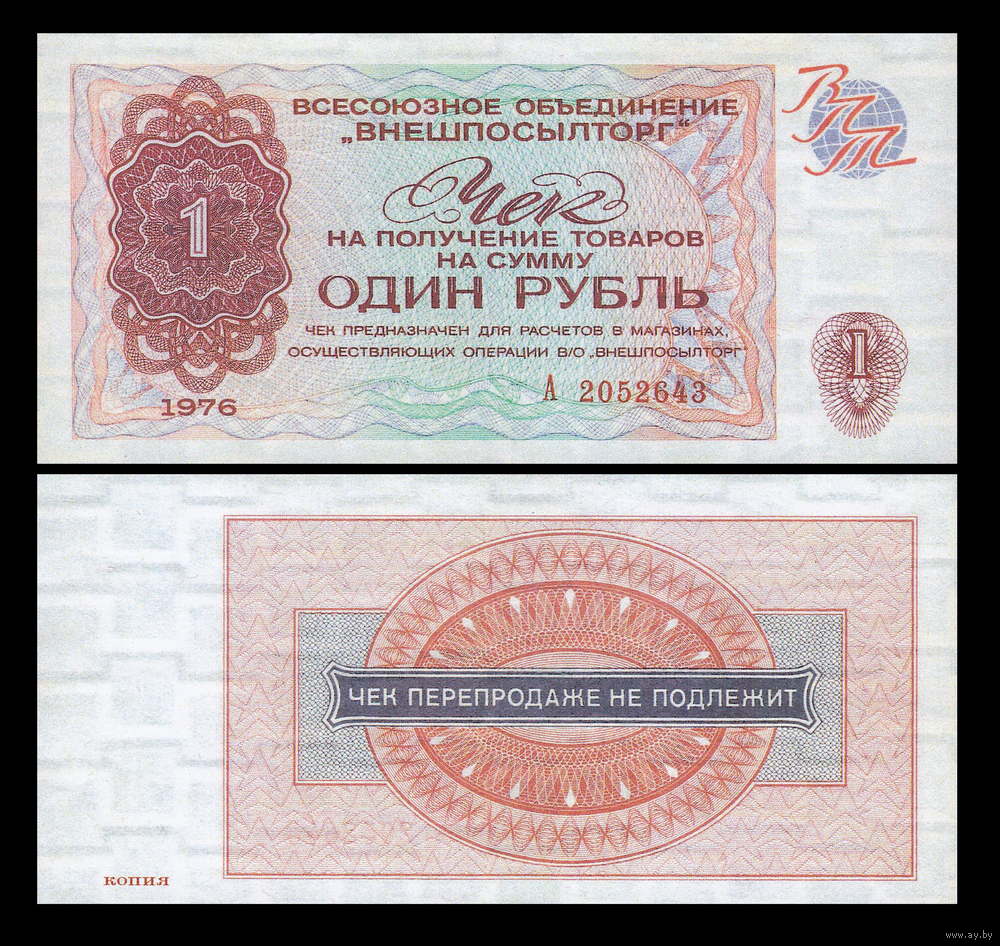 ВСЕСОЮЗНОЕ ОБЪЕДИНЕНИЕ
„ВНЕШПОСЫЛТОРГ“
ВПТ
1
Чек
НА ПОЛУЧЕНИЕ ТОВАРОВ
НА СУММУ
ОДИН РУБЛЬ
ЧЕК ПРЕДНАЗНАЧЕН ДЛЯ РАСЧЕТОВ В МАГАЗИНАХ,
ОСУЩЕСТВЛЯЮЩИХ ОПЕРАЦИИ В/О „ВНЕШПОСЫЛТОРГ“
1
А 2052643
1976
ЧЕК ПЕРЕПРОДАЖЕ НЕ ПОДЛЕЖИТ
КОПИЯ
www.ay.by